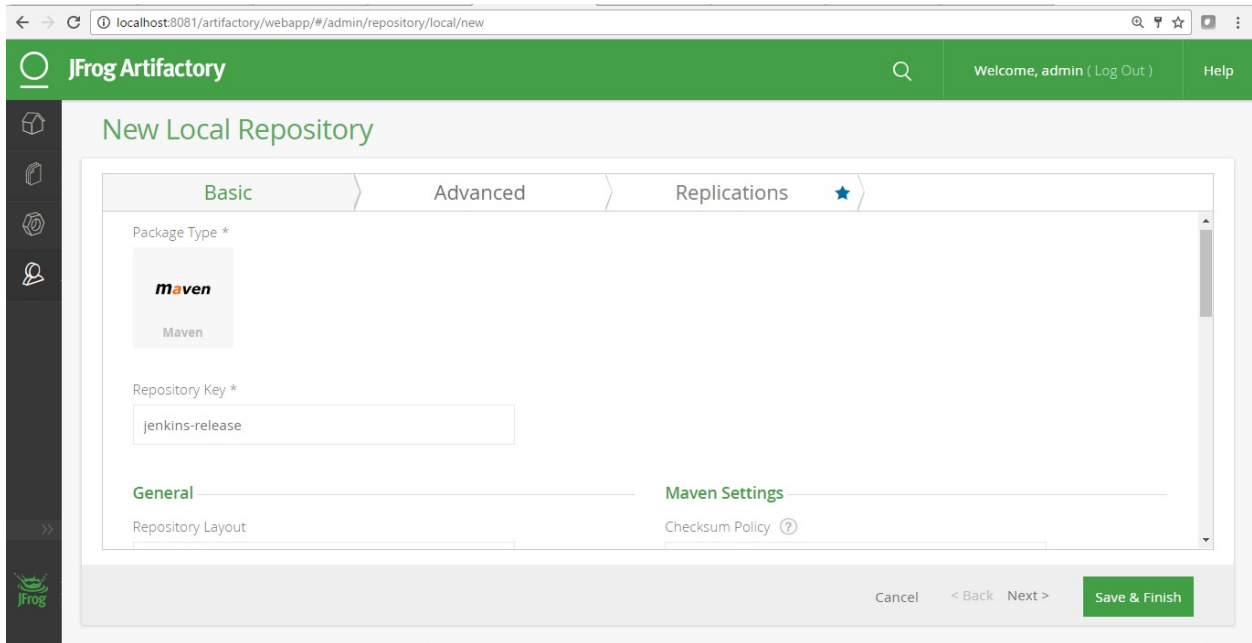 localhost:8081/artifactory/webapp/#/admin/repository/local/new
JFrog Artifactory
Welcome, admin ( Log Out )
Help
New Local Repository
Basic
Advanced
Replications
Package Type *
maven
Maven
Repository Key *
jenkins-release
General
Maven Settings
Repository Layout
Checksum Policy ?
JFrog
Cancel
< Back
Next >
Save & Finish